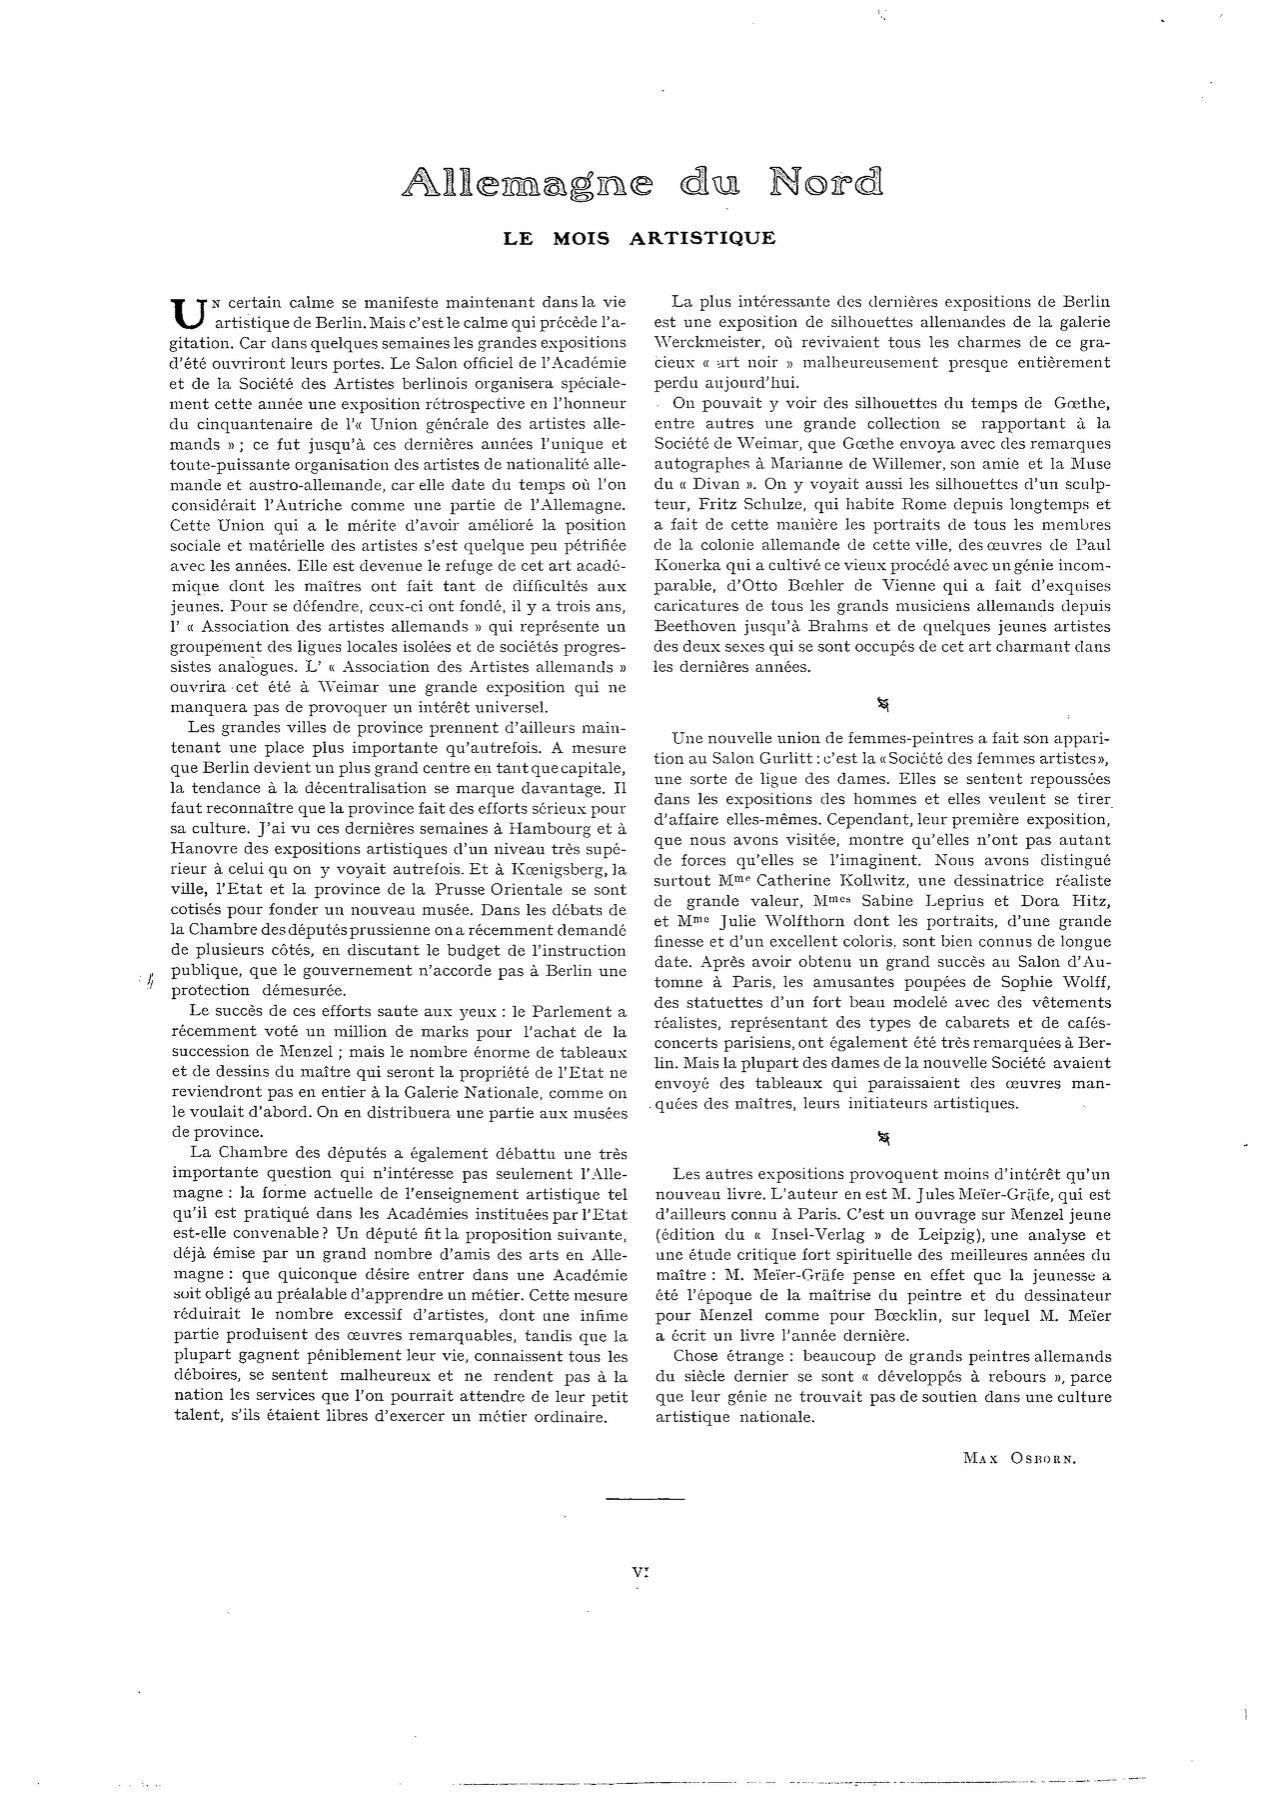 Allemagne du Nord
LE MOIS ARTISTIQUE
UN certain calme se manifeste maintenant dans la vie
artistique de Berlin. Mais c'est le calme qui précède l'a-
gitation. Car dans quelques semaines les grandes expositions
d'été ouvriront leurs portes. Le Salon officiel de l'Académie
et de la Société des Artistes berlinois organisera spéciale-
ment cette année une exposition rétrospective en l'honneur
du cinquantenaire de l'« Union générale des artistes alle-
mands » ; ce fut jusqu'à ces dernières années l'unique et
toute-puissante organisation des artistes de nationalité alle-
mande et austro-allemande, car elle date du temps où l'on
considérait l'Autriche comme une partie de l'Allemagne.
Cette Union qui a le mérite d'avoir amélioré la position
sociale et matérielle des artistes s'est quelque peu pétrifiée
avec les années. Elle est devenue le refuge de cet art acadé-
mique dont les maîtres ont fait tant de difficultés aux
jeunes. Pour se défendre, ceux-ci ont fondé, il y a trois ans,
l' « Association des artistes allemands » qui représente un
groupement des ligues locales isolées et de sociétés progres-
sistes analogues. L' « Association des Artistes allemands »
ouvrira cet été à Weimar une grande exposition qui ne
manquera pas de provoquer un intérêt universel.
Les grandes villes de province prennent d'ailleurs main-
tenant une place plus importante qu'autrefois. A mesure
que Berlin devient un plus grand centre en tant que capitale,
la tendance à la décentralisation se marque davantage. Il
faut reconnaître que la province fait des efforts sérieux pour
sa culture. J'ai vu ces dernières semaines à Hambourg et à
Hanovre des expositions artistiques d'un niveau très supé-
rieur à celui qu on y voyait autrefois. Et à Kœnigsberg, la
ville, l'Etat et la province de la Prusse Orientale se sont
cotisés pour fonder un nouveau musée. Dans les débats de
la Chambre des députés prussienne on a récemment demandé
de plusieurs côtés, en discutant le budget de l'instruction
publique, que le gouvernement n'accorde pas à Berlin une
protection démesurée.
Le succès de ces efforts saute aux yeux : le Parlement a
récemment voté un million de marks pour l'achat de la
succession de Menzel ; mais le nombre énorme de tableaux
et de dessins du maître qui seront la propriété de l'Etat ne
reviendront pas en entier à la Galerie Nationale, comme on
le voulait d'abord. On en distribuera une partie aux musées
de province.
La Chambre des députés a également débattu une très
importante question qui n'intéresse pas seulement l'Alle-
magne : la forme actuelle de l'enseignement artistique tel
qu'il est pratiqué dans les Académies instituées par l'Etat
est-elle convenable? Un député fit la proposition suivante,
déjà émise par un grand nombre d'amis des arts en Alle-
magne : que quiconque désire entrer dans une Académie
soit obligé au préalable d'apprendre un métier. Cette mesure
réduirait le nombre excessif d'artistes, dont une infime
partie produisent des œuvres remarquables, tandis que la
plupart gagnent péniblement leur vie, connaissent tous les
déboires, se sentent malheureux et ne rendent pas à la
nation les services que l'on pourrait attendre de leur petit
talent, s'ils étaient libres d'exercer un métier ordinaire.
La plus intéressante des dernières expositions de Berlin
est une exposition de silhouettes allemandes de la galerie
Werckmeister, où revivaient tous les charmes de ce gra-
cieux « art noir » malheureusement presque entièrement
perdu aujourd'hui.
On pouvait y voir des silhouettes du temps de Gœthe,
entre autres une grande collection se rapportant à la
Société de Weimar, que Gœthe envoya avec des remarques
autographes à Marianne de Willemer, son amie et la Muse
du « Divan ». On y voyait aussi les silhouettes d'un sculp-
teur, Fritz Schulze, qui habite Rome depuis longtemps et
a fait de cette manière les portraits de tous les membres
de la colonie allemande de cette ville, des œuvres de Paul
Konerka qui a cultivé ce vieux procédé avec un génie incom-
parable, d'Otto Bœhler de Vienne qui a fait d'exquises
caricatures de tous les grands musiciens allemands depuis
Beethoven jusqu'à Brahms et de quelques jeunes artistes
des deux sexes qui se sont occupés de cet art charmant dans
les dernières années.
Une nouvelle union de femmes-peintres a fait son appari-
tion au Salon Gurlitt : c'est la « Société des femmes artistes »,
une sorte de ligue des dames. Elles se sentent repoussées
dans les expositions des hommes et elles veulent se tirer
d'affaire elles-mêmes. Cependant, leur première exposition,
que nous avons visitée, montre qu'elles n'ont pas autant
de forces qu'elles se l'imaginent. Nous avons distingué
surtout Mme Catherine Kollwitz, une dessinatrice réaliste
de grande valeur, Mmes Sabine Leprius et Dora Hitz,
et Mme Julie Wolfthorn dont les portraits, d'une grande
finesse et d'un excellent coloris, sont bien connus de longue
date. Après avoir obtenu un grand succès au Salon d'Au-
tomne à Paris, les amusantes poupées de Sophie Wolff,
des statuettes d'un fort beau modelé avec des vêtements
réalistes, représentant des types de cabarets et de cafés-
concerts parisiens, ont également été très remarquées à Ber-
lin. Mais la plupart des dames de la nouvelle Société avaient
envoyé des tableaux qui paraissaient des œuvres man-
quées des maîtres, leurs initiateurs artistiques.
Les autres expositions provoquent moins d'intérêt qu'un
nouveau livre. L'auteur en est M. Jules Meïer-Gräfe, qui est
d'ailleurs connu à Paris. C'est un ouvrage sur Menzel jeune
(édition du « Insel-Verlag » de Leipzig), une analyse et
une étude critique fort spirituelle des meilleures années du
maître : M. Meïer-Gräfe pense en effet que la jeunesse a
été l'époque de la maîtrise du peintre et du dessinateur
pour Menzel comme pour Bœcklin, sur lequel M. Meïer
a écrit un livre l'année dernière.
Chose étrange : beaucoup de grands peintres allemands
du siècle dernier se sont « développés à rebours », parce
que leur génie ne trouvait pas de soutien dans une culture
artistique nationale.
MAX OSBORN.
VI